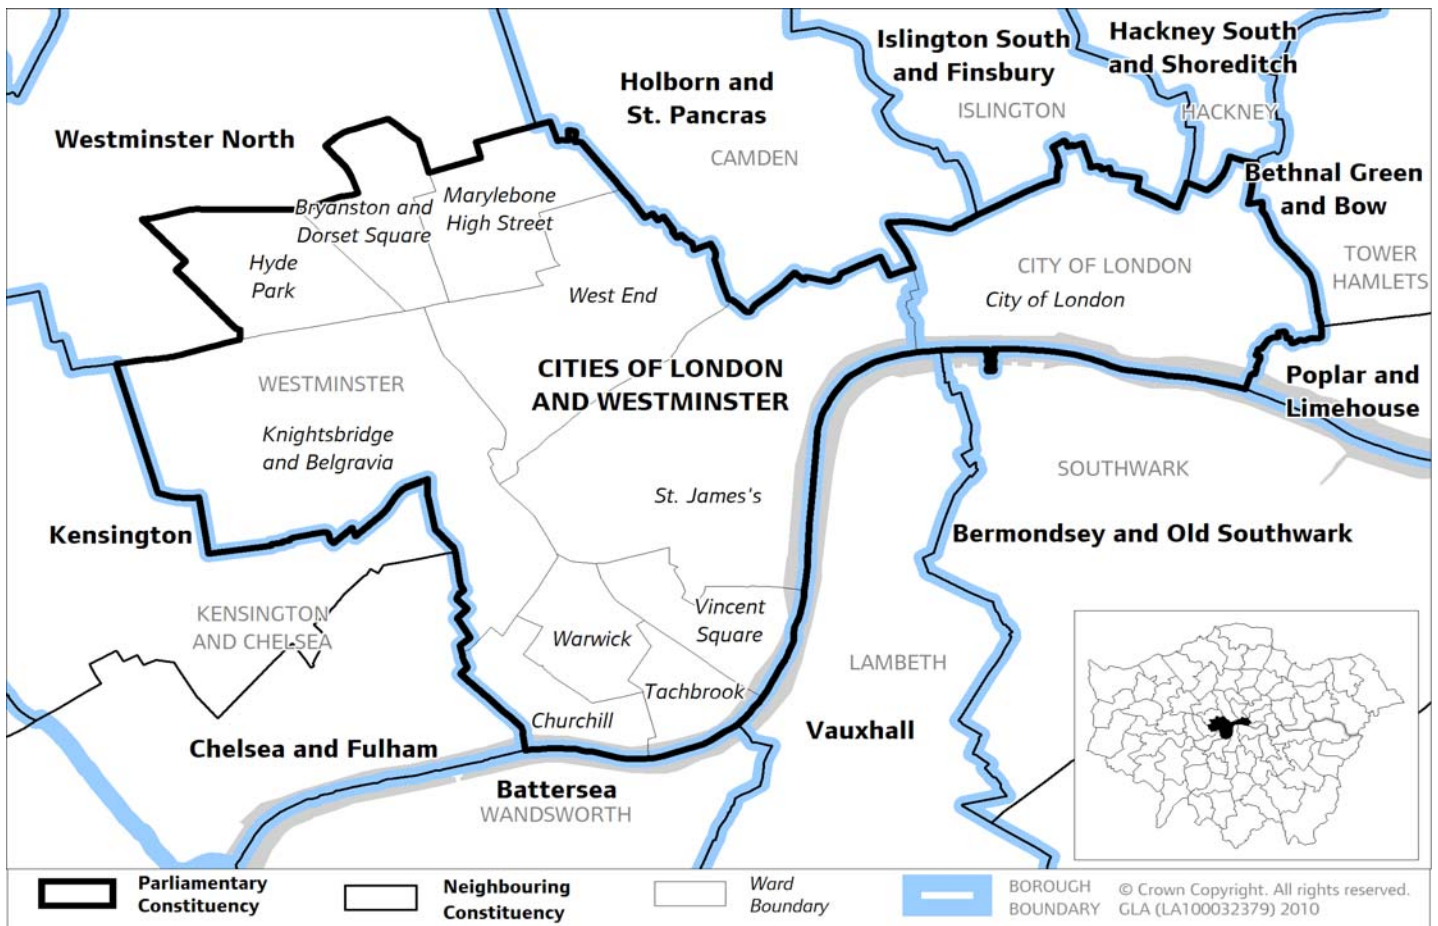 Islington South
and Finsbury
ISLINGTON
Hackney South
and Shoreditch
HACKNEY
Holborn and
St. Pancras
CAMDEN
Westminster North
Bethnal Green
and Bow
TOWER
HAMLETS
Bryanston and
Dorset Square
Marylebone
High Street
Hyde
Park
West End
CITY OF LONDON
City of London
CITIES OF LONDON
AND WESTMINSTER
WESTMINSTER
Knightsbridge
and Belgravia
Poplar and
Limehouse
SOUTHWARK
St. James's
Kensington
Bermondsey and Old Southwark
KENSINGTON
AND CHELSEA
Vincent
Square
Warwick
LAMBETH
Tachbrook
Churchill
Vauxhall
Chelsea and Fulham
Battersea
WANDSWORTH
Parliamentary
Constituency
Neighbouring
Constituency
Ward
Boundary
BOROUGH
BOUNDARY
© Crown Copyright. All rights reserved.
GLA (LA100032379) 2010